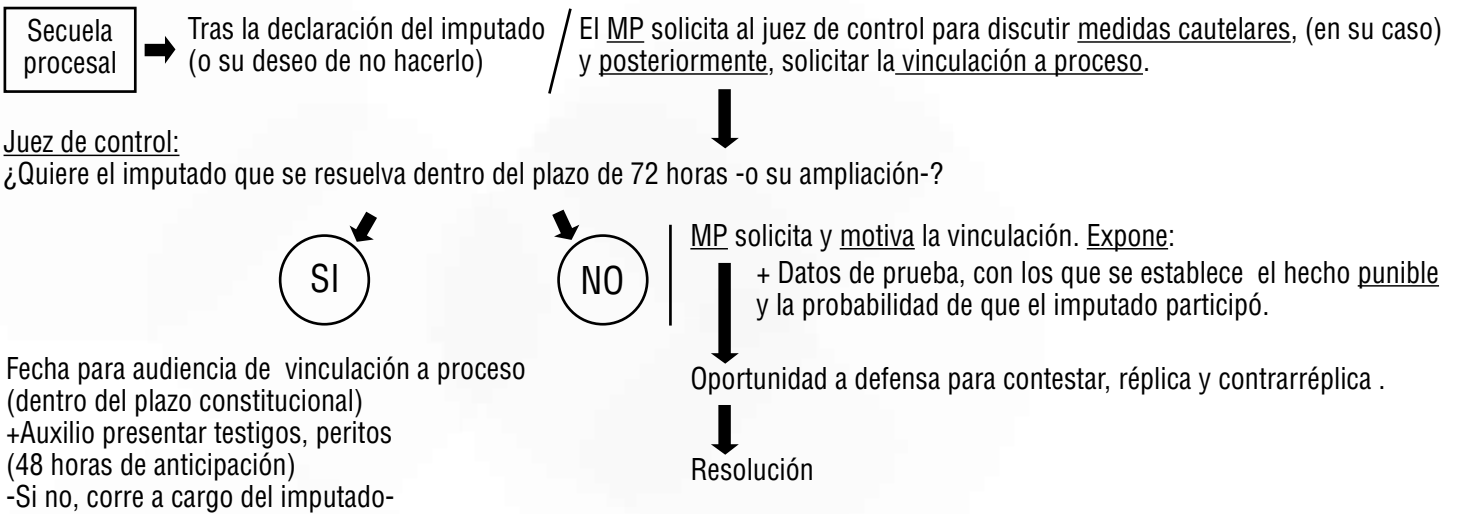 Secuela
procesal
Tras la declaración del imputado
(o su deseo de no hacerlo)
El MP solicita al juez de control para discutir medidas cautelares, (en su caso)
y posteriormente, solicitar la vinculación a proceso.
Juez de control:
¿Quiere el imputado que se resuelva dentro del plazo de 72 horas -o su ampliación-?
SI
NO
MP solicita y motiva la vinculación. Expone:
+ Datos de prueba, con los que se establece el hecho punible
y la probabilidad de que el imputado participó.
Fecha para audiencia de vinculación a proceso
(dentro del plazo constitucional)
+Auxilio presentar testigos, peritos
(48 horas de anticipación)
-Si no, corre a cargo del imputado-
Oportunidad a defensa para contestar, réplica y contrarréplica .
Resolución